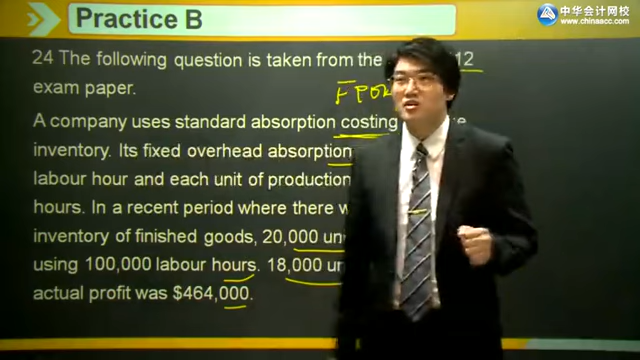 Practice B
中华会计网校
www.chinaacc.com
24 The following question is taken from the 12
exam paper.
A company uses standard absorption costing
inventory. Its fixed overhead absorption
labour hour and each unit of production
hours. In a recent period where there
inventory of finished goods, 20,000
using 100,000 labour hours. 18,000
actual profit was $464,000.